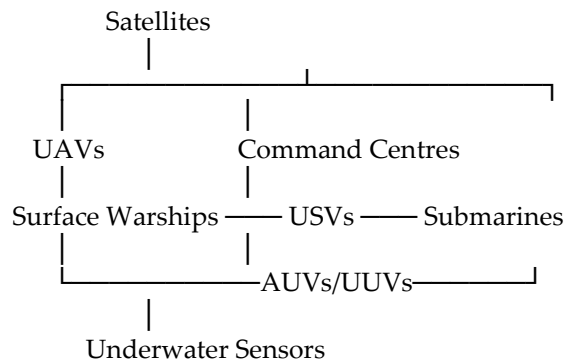 Satellites
UAVs Command Centres
Surface Warships USVs Submarines
AUVs/UUVs
Underwater Sensors